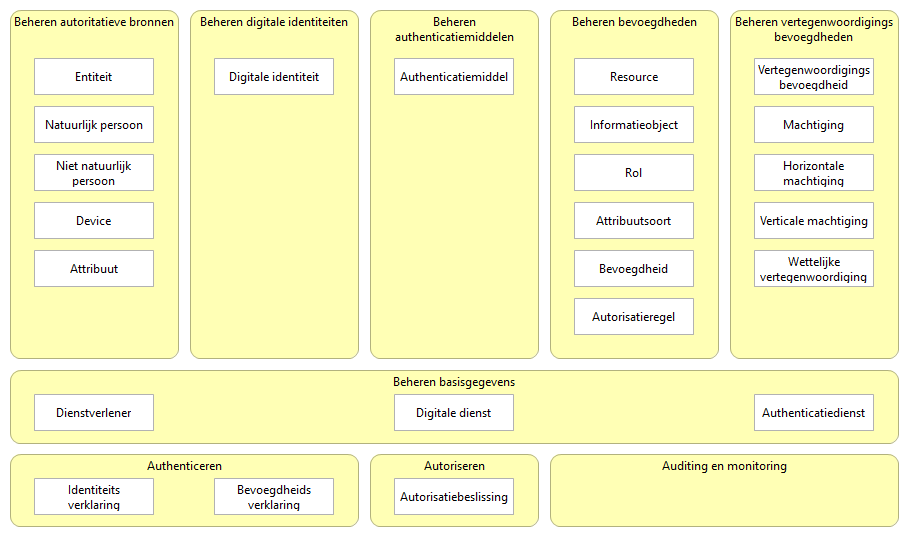 Beheren autoritatieve bronnen
Entiteit
Natuurlijk persoon
Niet natuurlijk
persoon
Device
Attribuut
Beheren digitale identiteiten
Digitale identiteit
Beheren
authenticatiemiddelen
Authenticatiemiddel
Beheren bevoegdheden
Resource
Informatieobject
Rol
Attribuutsoort
Bevoegdheid
Autorisatieregel
Beheren vertegenwoordigings
bevoegdheden
Vertegenwoordigings
bevoegdheid
Machtiging
Horizontale
machtiging
Verticale machtiging
Wettelijke
vertegenwoordiging
Beheren basisgegevens
Dienstverlener
Digitale dienst
Authenticatiedienst
Authenticeren
Identiteits
verklaring
Bevoegdheids
verklaring
Autoriseren
Autorisatiebeslissing
Auditing en monitoring